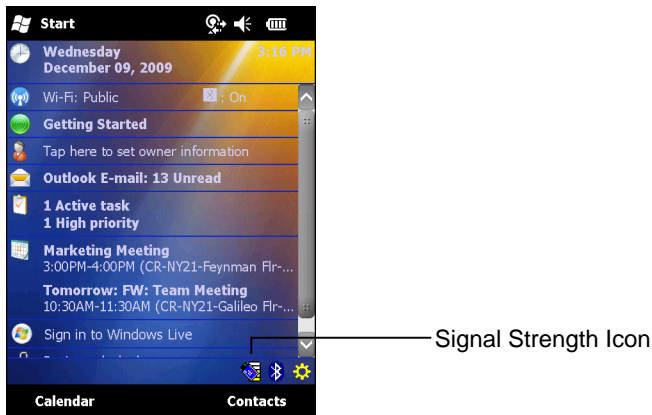 Start
Wednesday
3:16 PM
December 09, 2009
Wi-Fi: Public
: On
Getting Started
Tap here to set owner information
Outlook E-mail: 13 Unread
1 Active task
1 High priority
Marketing Meeting
3:00PM-4:00PM (CR-NY21-Feynman Flr-...
Tomorrow: FW: Team Meeting
10:30AM-11:30AM (CR-NY21-Galileo Flr-...
Sign in to Windows Live
Signal Strength Icon
Calendar
Contacts